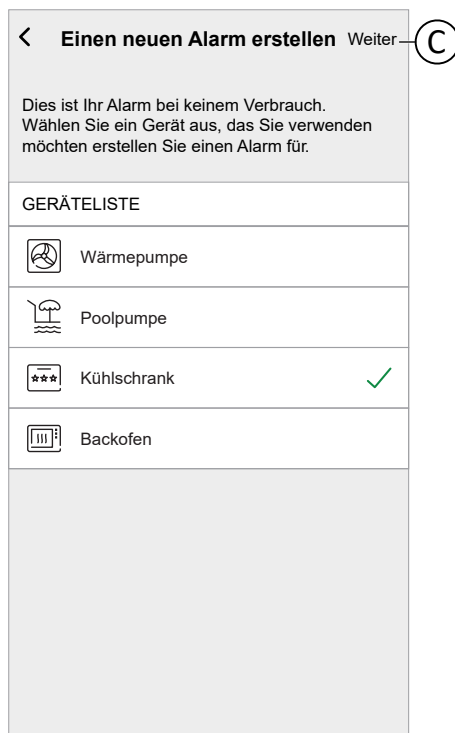 Einen neuen Alarm erstellen Weiter C
Dies ist Ihr Alarm bei keinem Verbrauch.
Wählen Sie ein Gerät aus, das Sie verwenden
möchten erstellen Sie einen Alarm für.
GERÄTELISTE
Wärmepumpe
Poolpumpe
Kühlschrank
Backofen